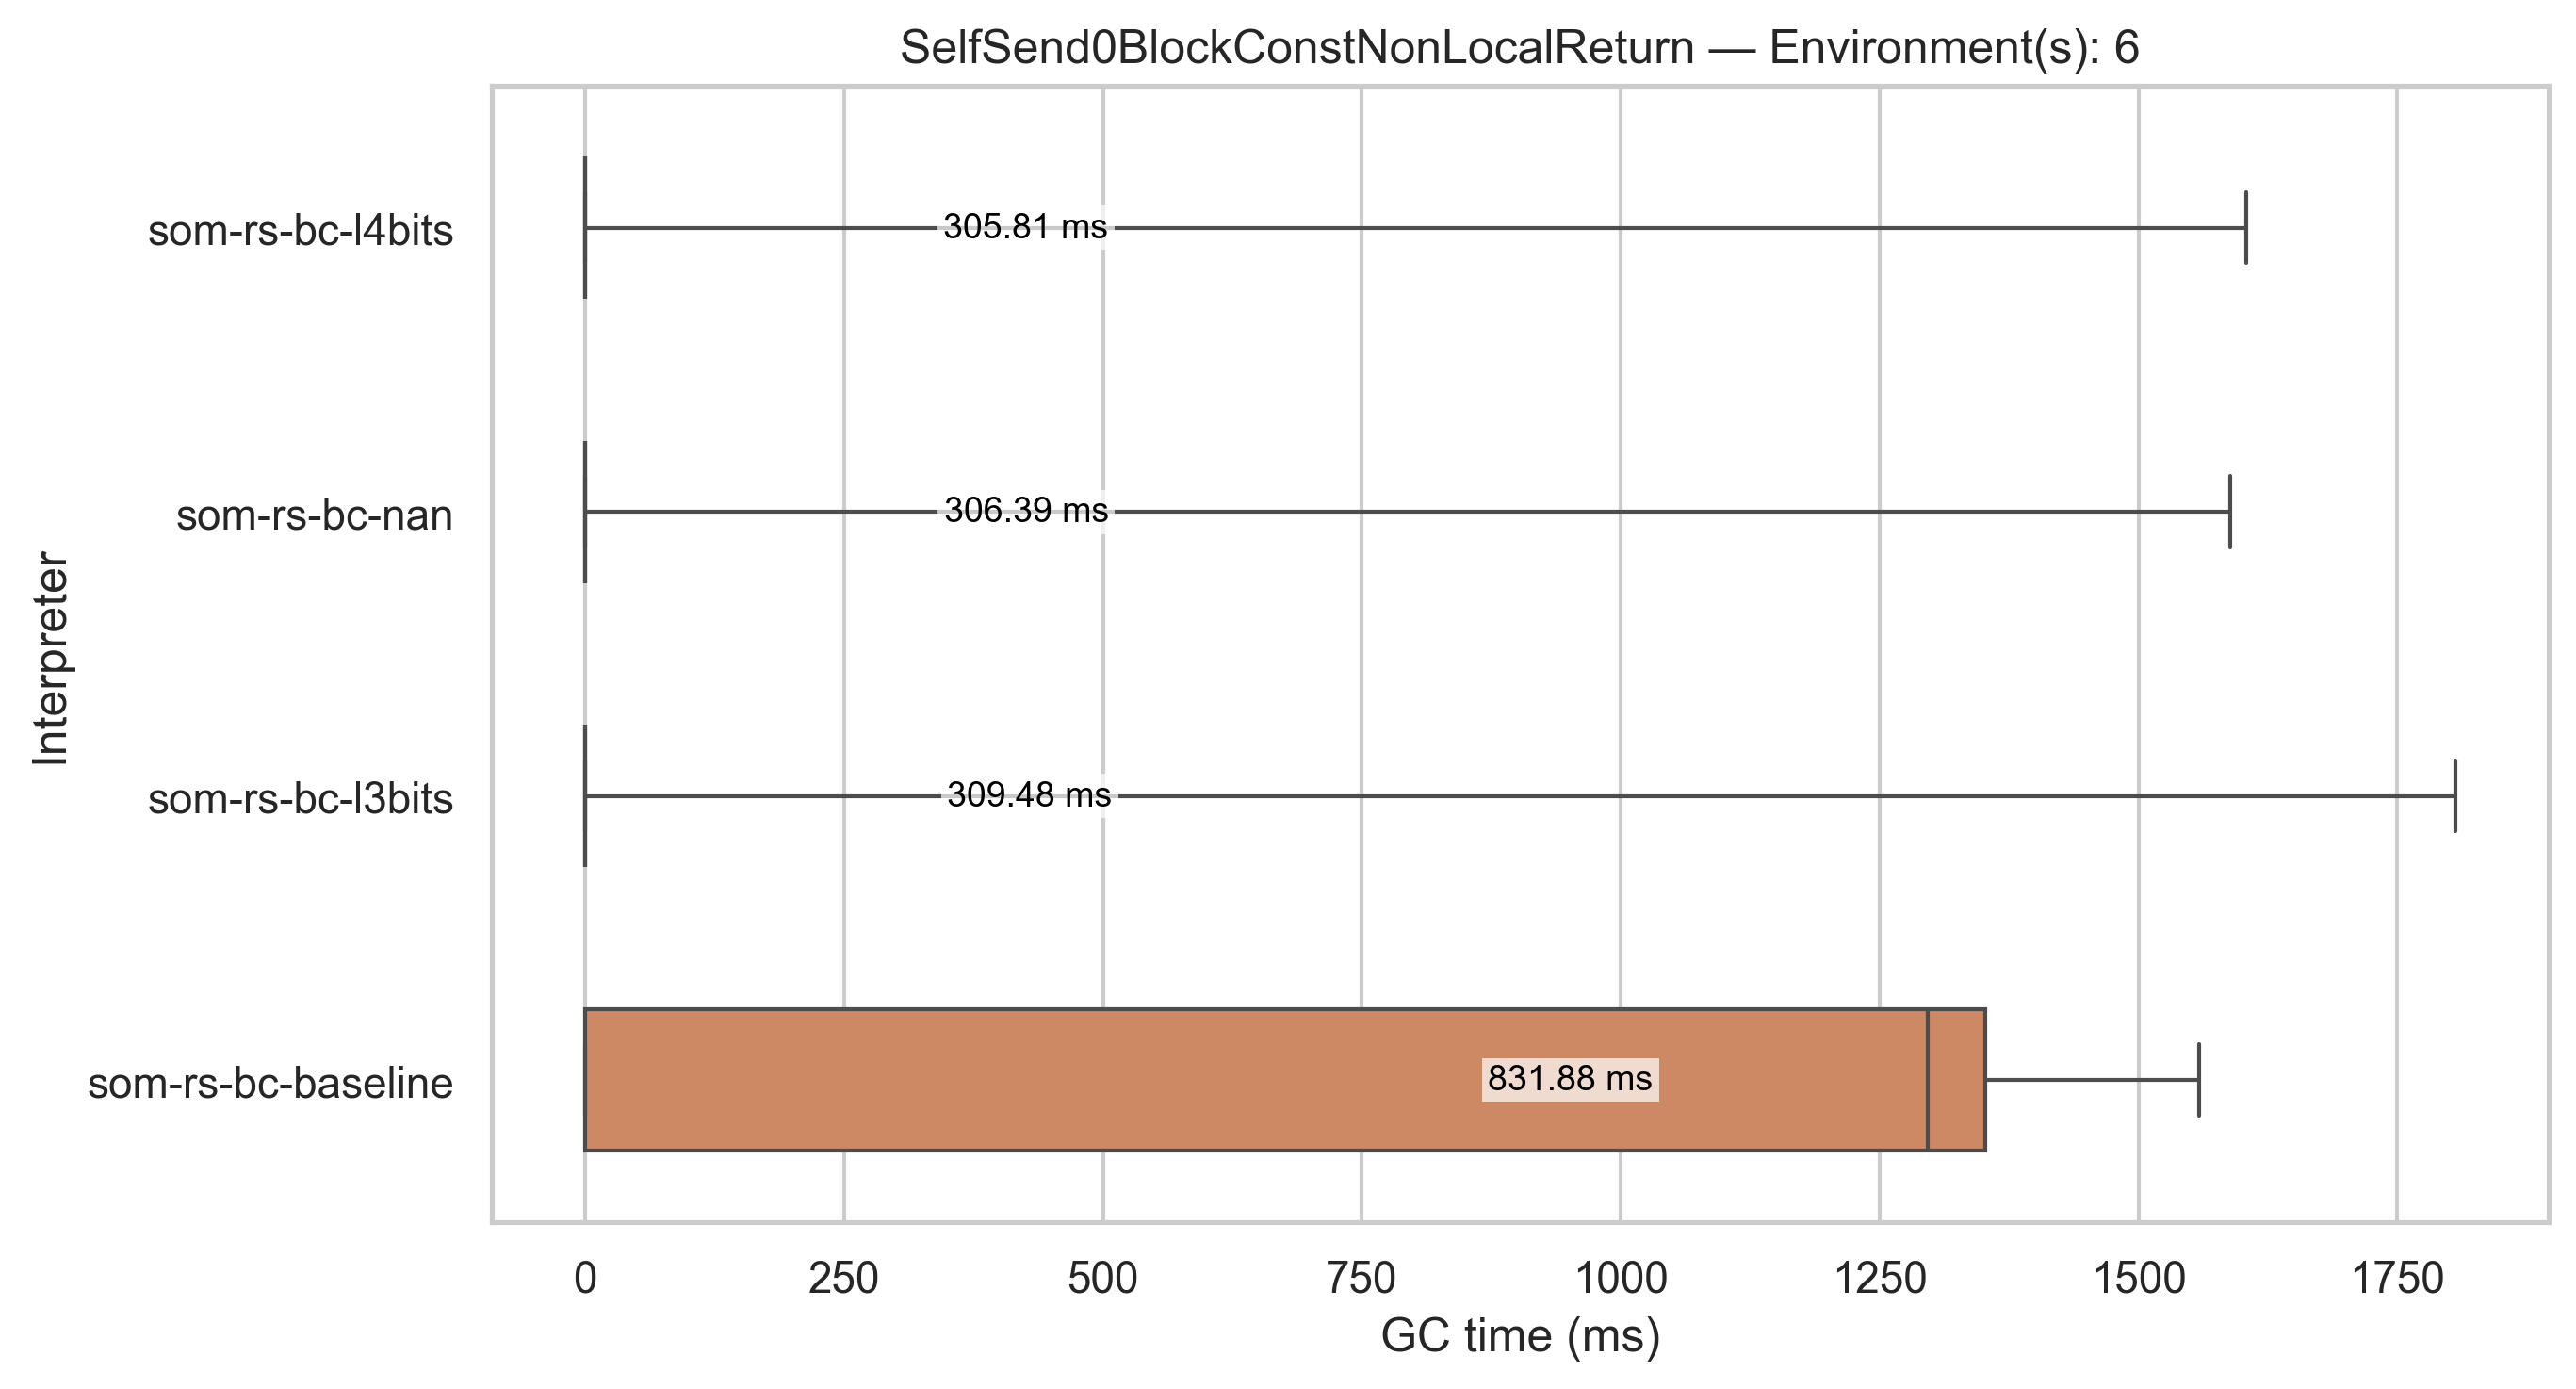 SelfSend0BlockConstNonLocalReturn — Environment(s): 6
som-rs-bc-l4bits
305.81 ms
som-rs-bc-nan
306.39 ms
Interpreter
som-rs-bc-l3bits
309.48 ms
som-rs-bc-baseline
831.88 ms
0 250 500 750 1000 1250 1500 1750
GC time (ms)